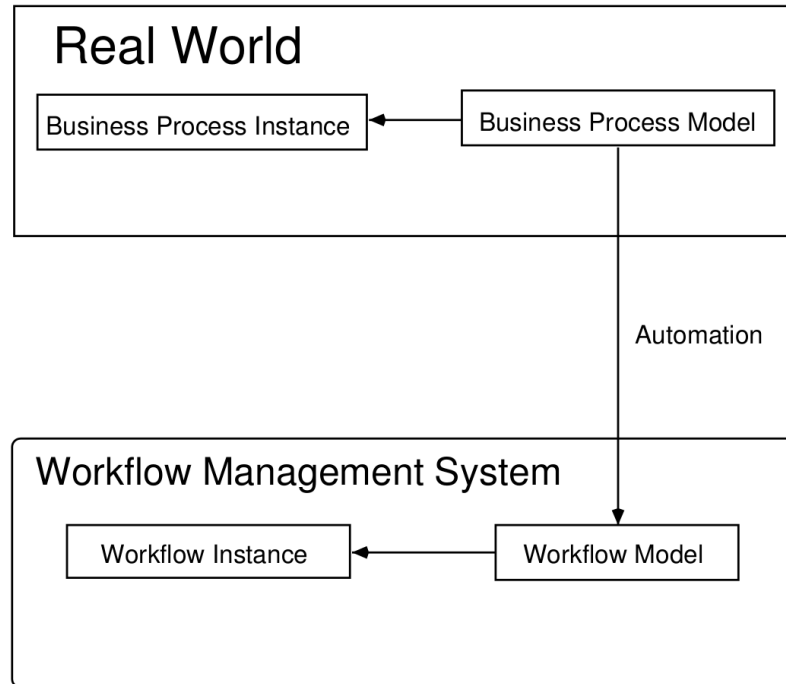 Real World
Business Process Instance
Business Process Model
Automation
Workflow Management System
Workflow Instance
Workflow Model